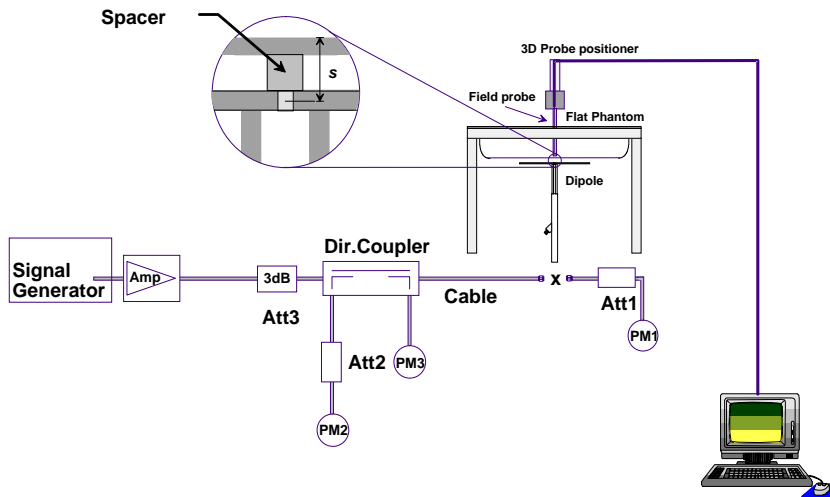 Spacer
s
3D Probe positioner
Field probe
Flat Phantom
Dipole
Dir.Coupler
Signal
Generator
Amp
3dB
Cable
x
Att1
Att3
Att2
PM3
PM1
PM2